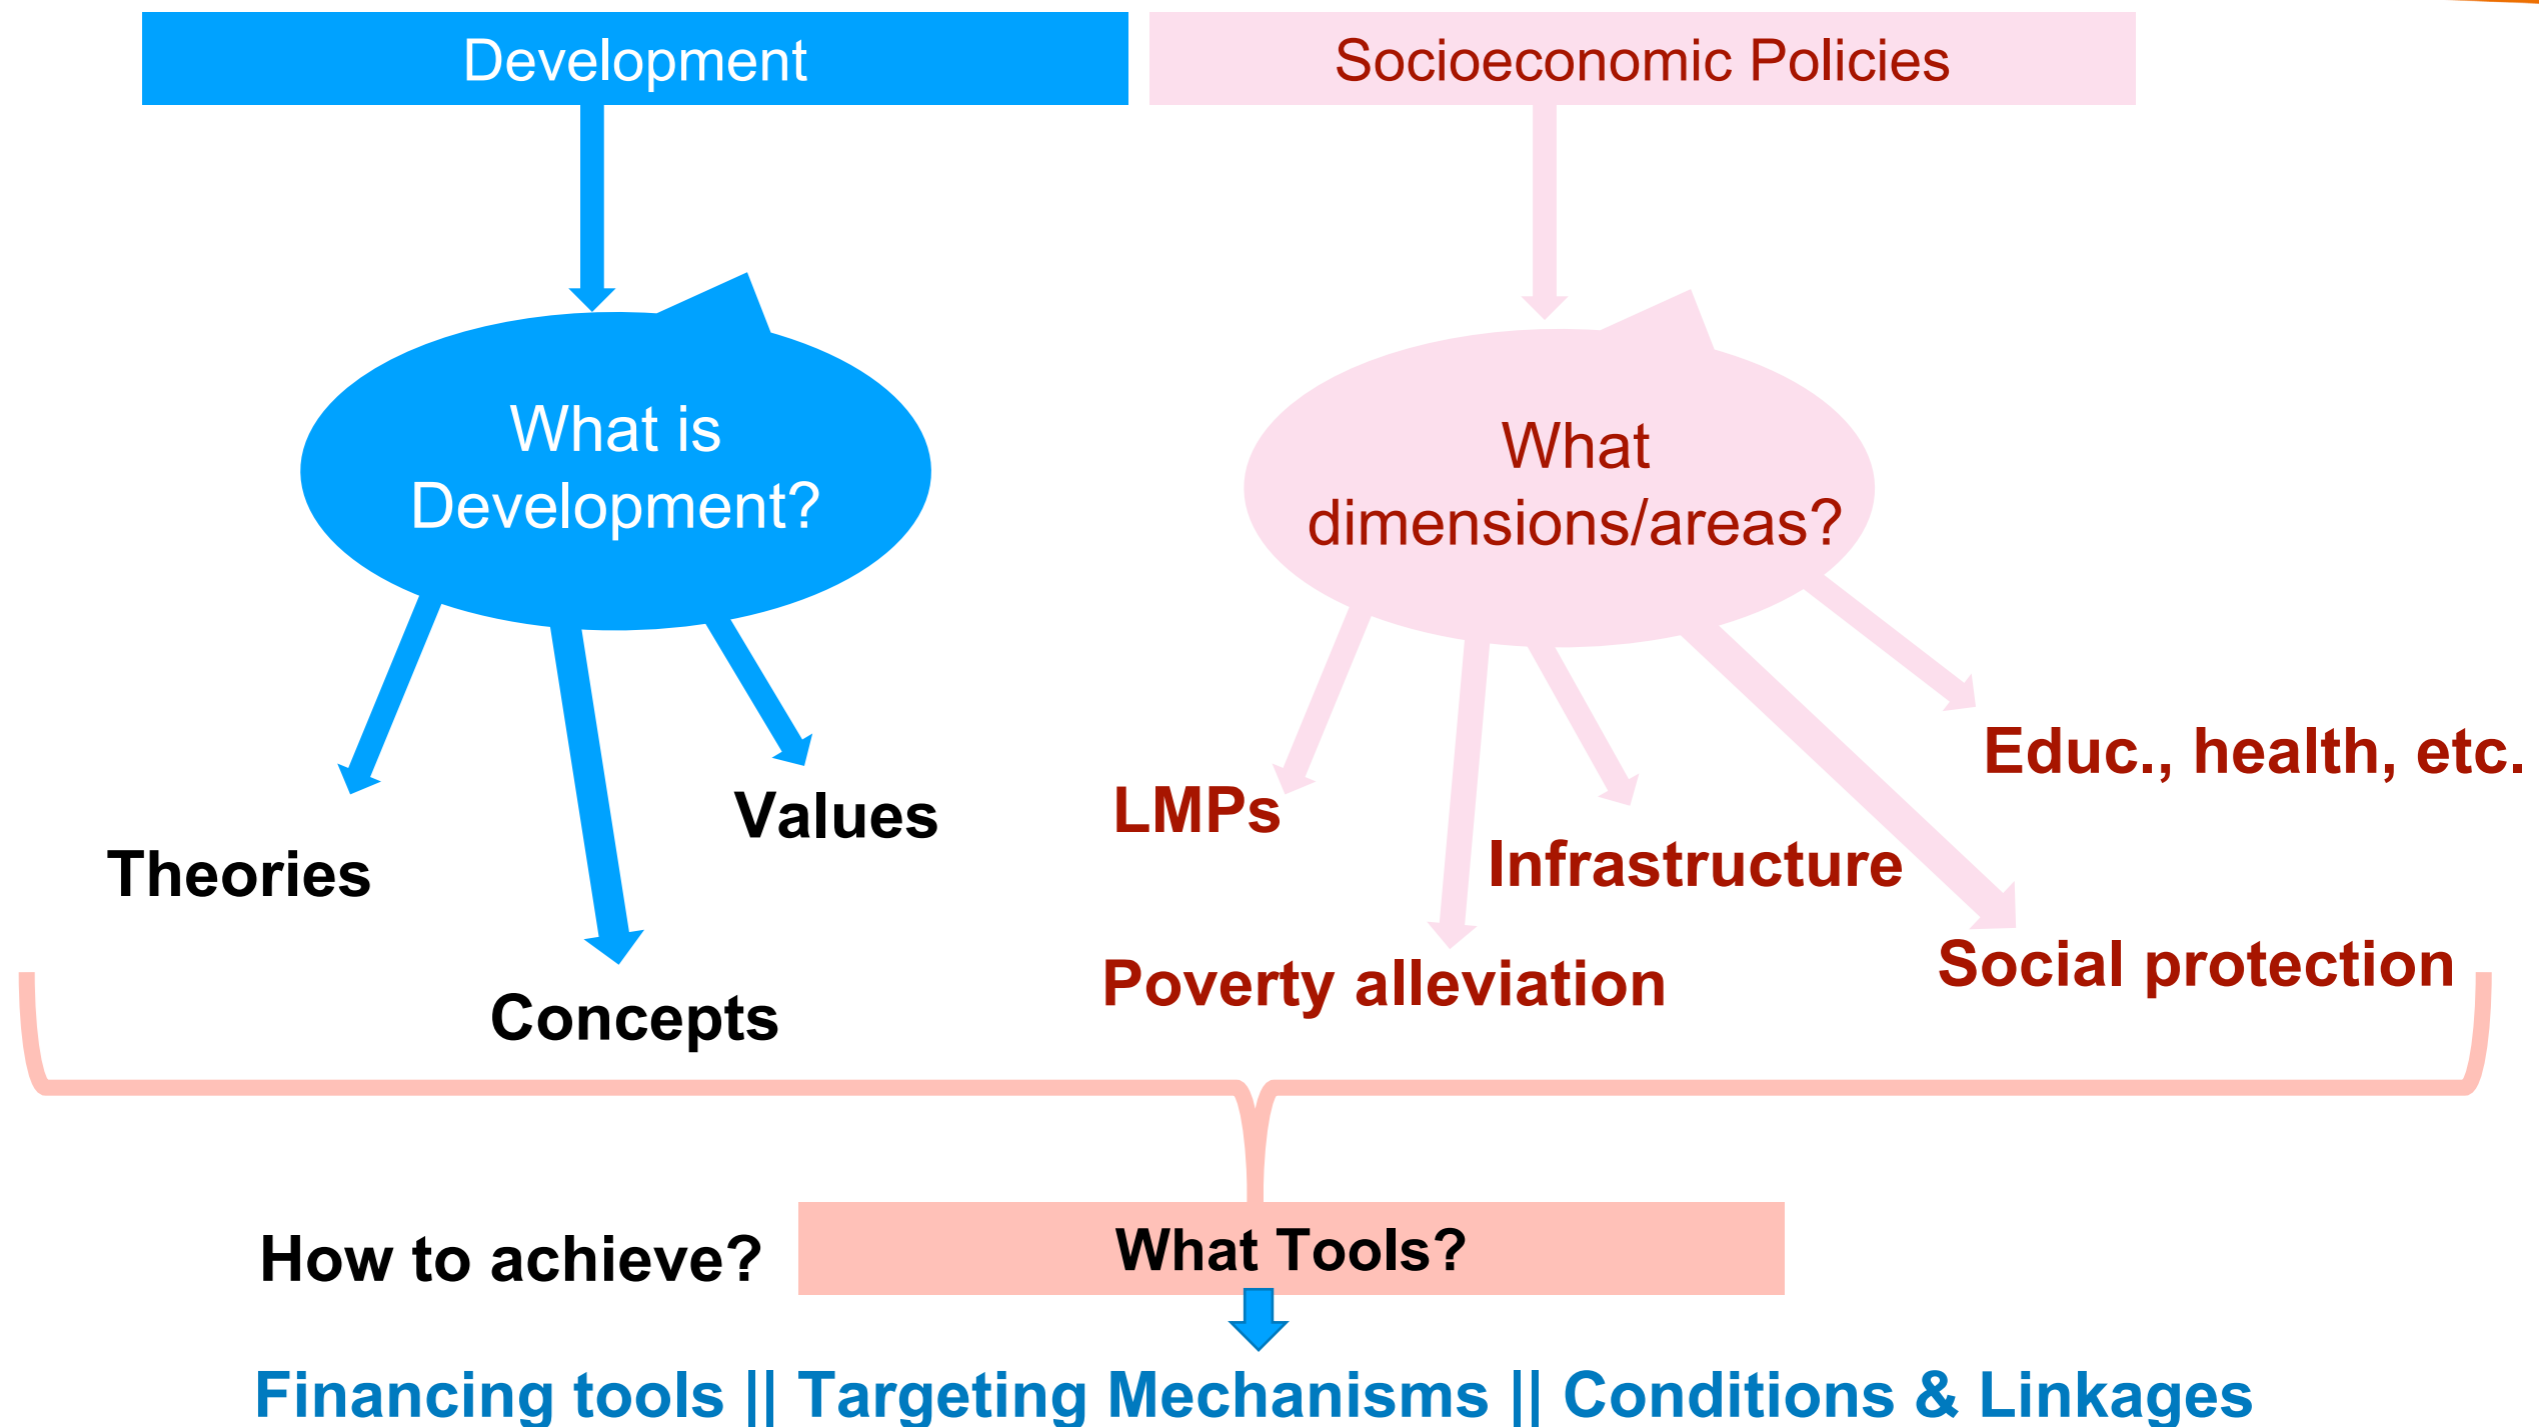 Development
Socioeconomic Policies
What is
Development?
What
dimensions/areas?
Theories
Concepts
Values
LMPs
Poverty alleviation
Infrastructure
Social protection
Educ., health, etc.
How to achieve?
What Tools?
Financing tools || Targeting Mechanisms || Conditions & Linkages